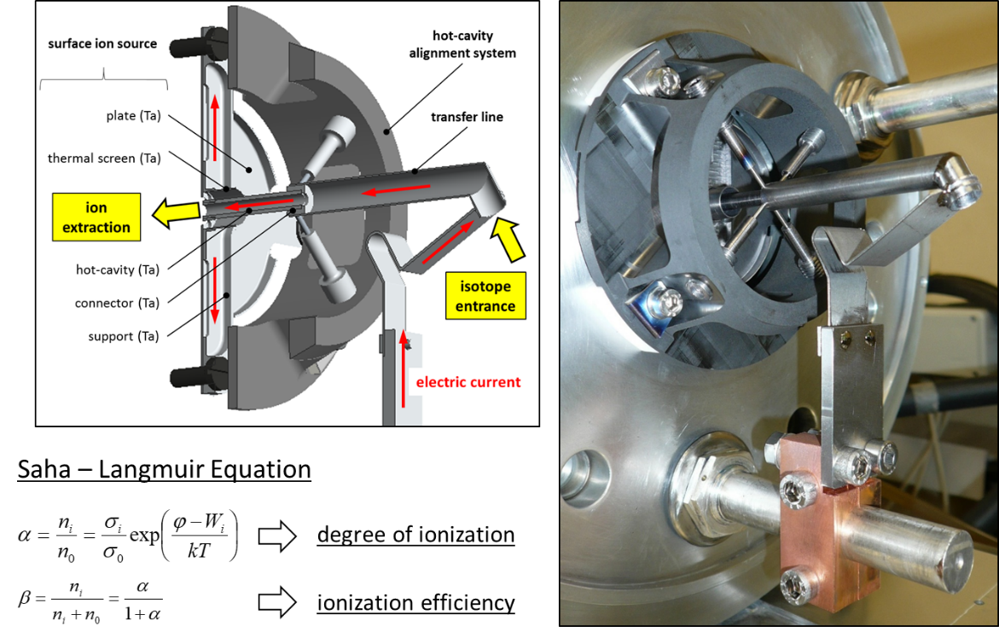 surface ion source
hot-cavity
alignment system
plate (Ta)
transfer line
thermal screen (Ta)
ion
extraction
hot-cavity (Ta)
connector (Ta)
support (Ta)
isotope
entrance
electric current
Saha – Langmuir Equation
α = n_i / n_0 = σ_i / σ_0 exp( (φ – W_i) / kT )
degree of ionization
β = n_i / (n_i + n_0) = α / (1 + α)
ionization efficiency